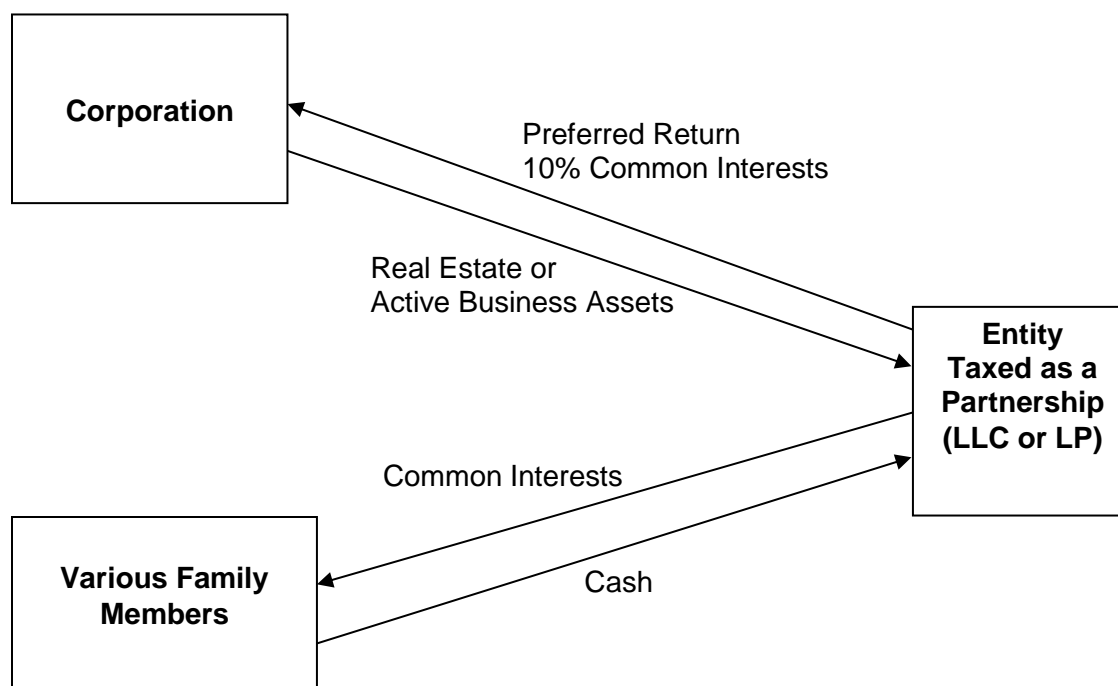 Corporation
Preferred Return
10% Common Interests
Real Estate or
Active Business Assets
Entity
Taxed as a
Partnership
(LLC or LP)
Common Interests
Various Family
Members
Cash